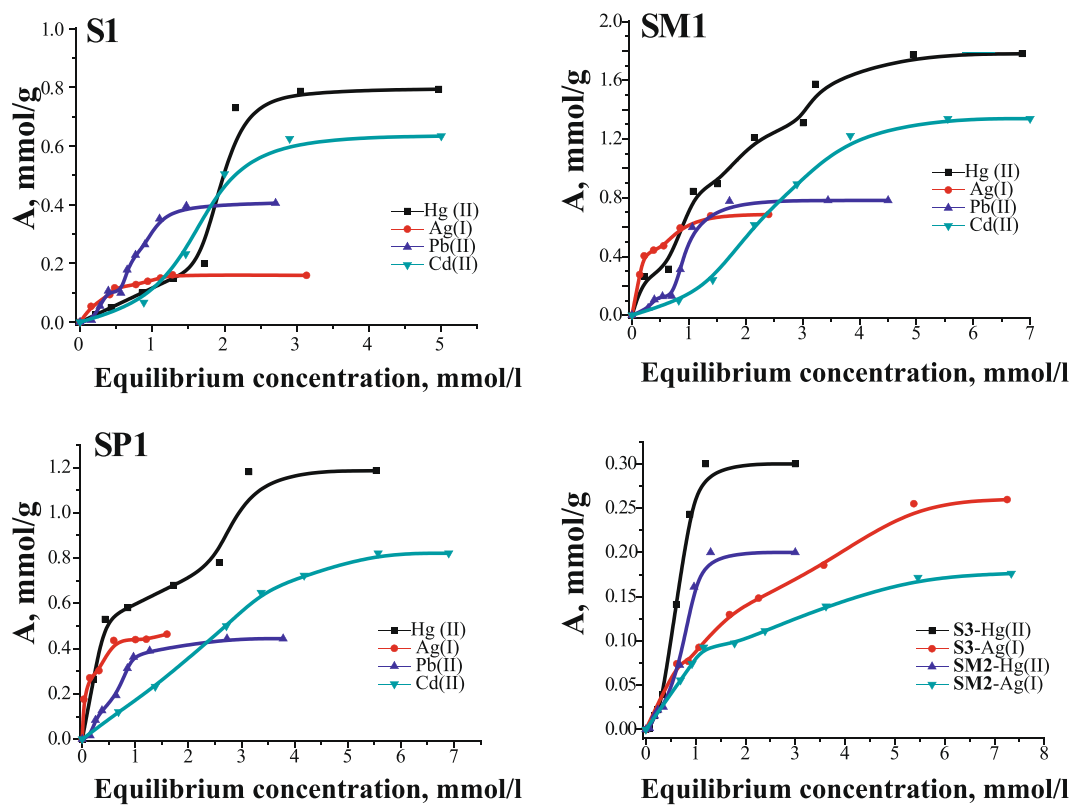 S1
A, mmol/g
1.0
0.8
0.6
0.4
0.2
0.0
Hg (II)
Ag(I)
Pb(II)
Cd(II)
0 1 2 3 4 5
Equilibrium concentration, mmol/l
SM1
A, mmol/g
2.0
1.6
1.2
0.8
0.4
0.0
Hg (II)
Ag(I)
Pb(II)
Cd(II)
0 1 2 3 4 5 6 7
Equilibrium concentration, mmol/l
SP1
A, mmol/g
1.2
1.0
0.8
0.6
0.4
0.2
0.0
Hg (II)
Ag(I)
Pb(II)
Cd(II)
0 1 2 3 4 5 6 7
Equilibrium concentration, mmol/l
A, mmol/g
0.30
0.25
0.20
0.15
0.10
0.05
0.00
S3-Hg(II)
S3-Ag(I)
SM2-Hg(II)
SM2-Ag(I)
0 1 2 3 4 5 6 7 8
Equilibrium concentration, mmol/l